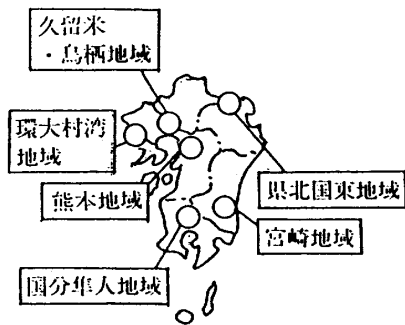 久留米
・鳥栖地域
環大村湾
地域
熊本地域
県北国東地域
宮崎地域
国分隼人地域